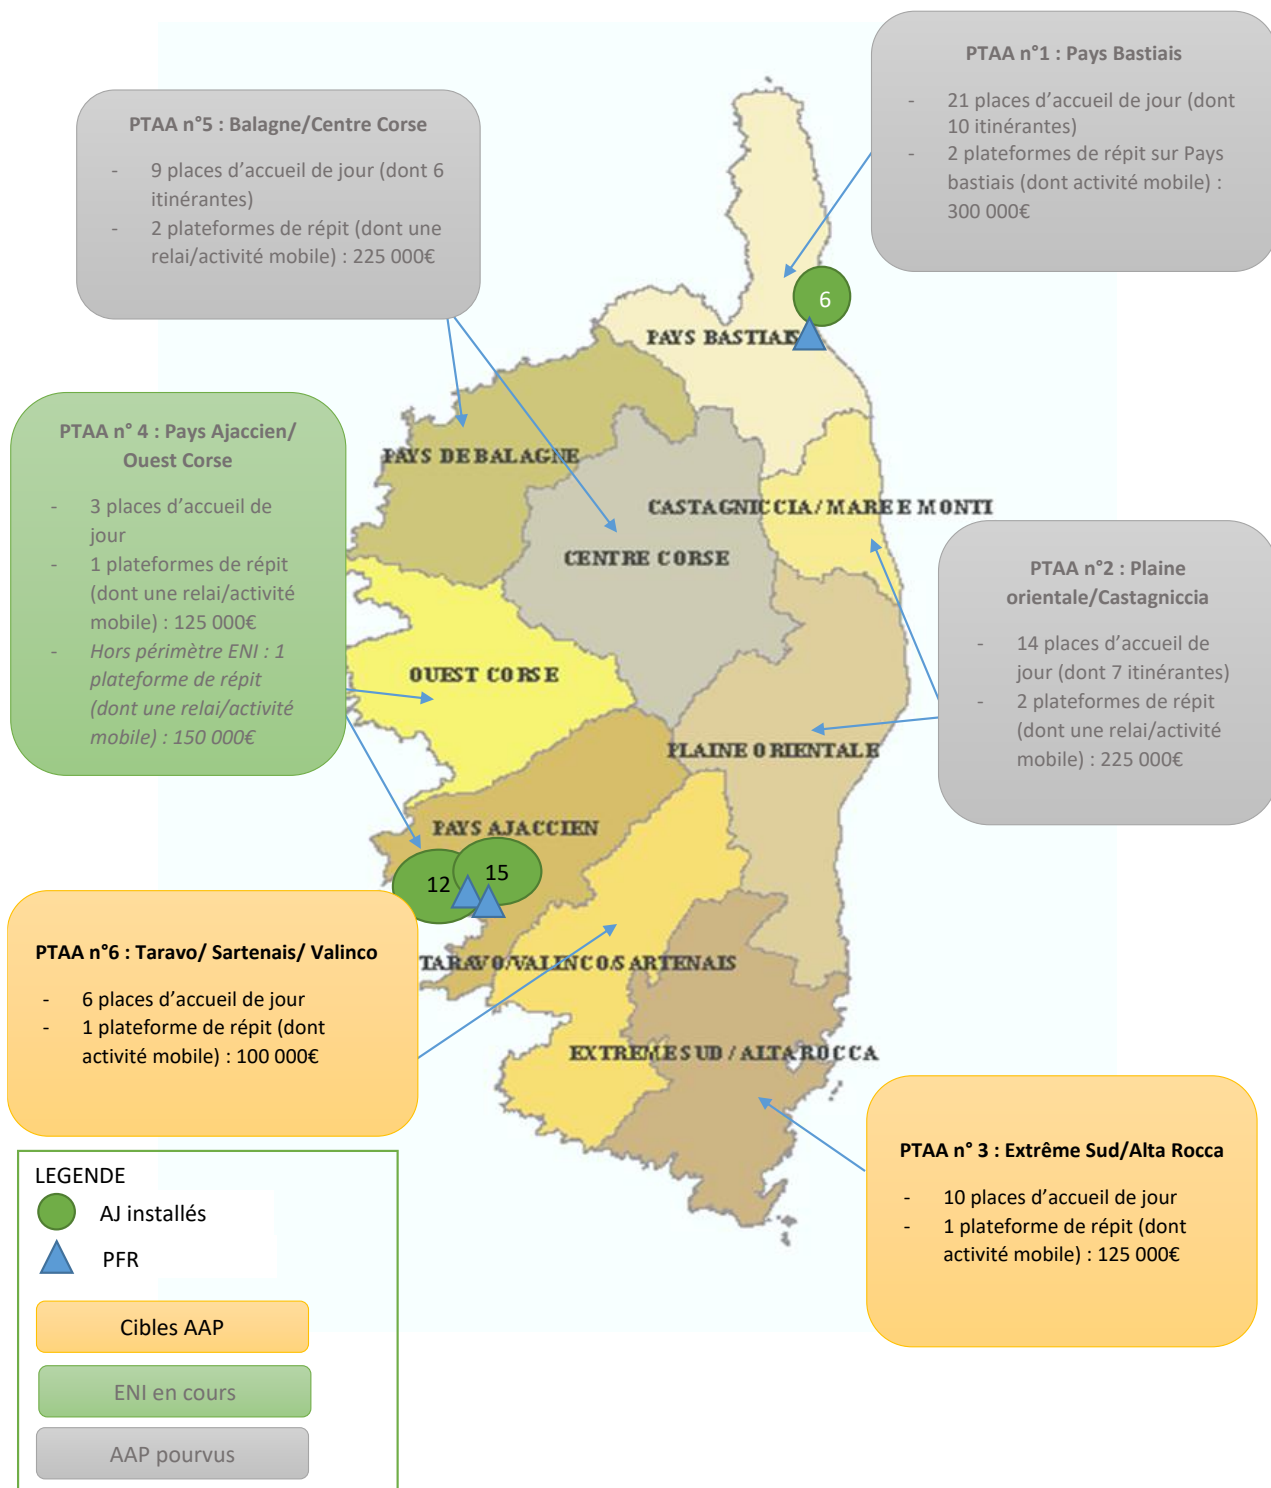 PTAA n°1 : Pays Bastiais
- 21 places d’accueil de jour (dont
10 itinérantes)
- 2 plateformes de répit sur Pays
bastiais (dont activité mobile) :
300 000€
PTAA n°5 : Balagne/Centre Corse
- 9 places d’accueil de jour (dont 6
itinérantes)
- 2 plateformes de répit (dont une
relai/activité mobile) : 225 000€
6
PAYS BASTIAIS
PTAA n° 4 : Pays Ajaccien/
Ouest Corse
- 3 places d’accueil de
jour
- 1 plateformes de répit
(dont une relai/activité
mobile) : 125 000€
- Hors périmètre ENI : 1
plateforme de répit
(dont une relai/activité
mobile) : 150 000€
PAYS DE BALAGNE
CASTAGNICCIA / MARE E MONTI
CENTRE CORSE
PTAA n°2 : Plaine
orientale/Castagniccia
- 14 places d’accueil de
jour (dont 7 itinérantes)
- 2 plateformes de répit
(dont une relai/activité
mobile) : 225 000€
OUEST CORSE
PLAINE ORIENTALE
PAYS AJACCIEN
12
15
PTAA n°6 : Taravo/ Sartenais/ Valinco
- 6 places d’accueil de jour
- 1 plateforme de répit (dont
activité mobile) : 100 000€
TARAVO/VALINCO/SARTENAIS
EXTREME SUD / ALTA ROCCA
PTAA n° 3 : Extrême Sud/Alta Rocca
- 10 places d’accueil de jour
- 1 plateforme de répit (dont
activité mobile) : 125 000€
LEGENDE
AJ installés
PFR
Cibles AAP
ENI en cours
AAP pourvus